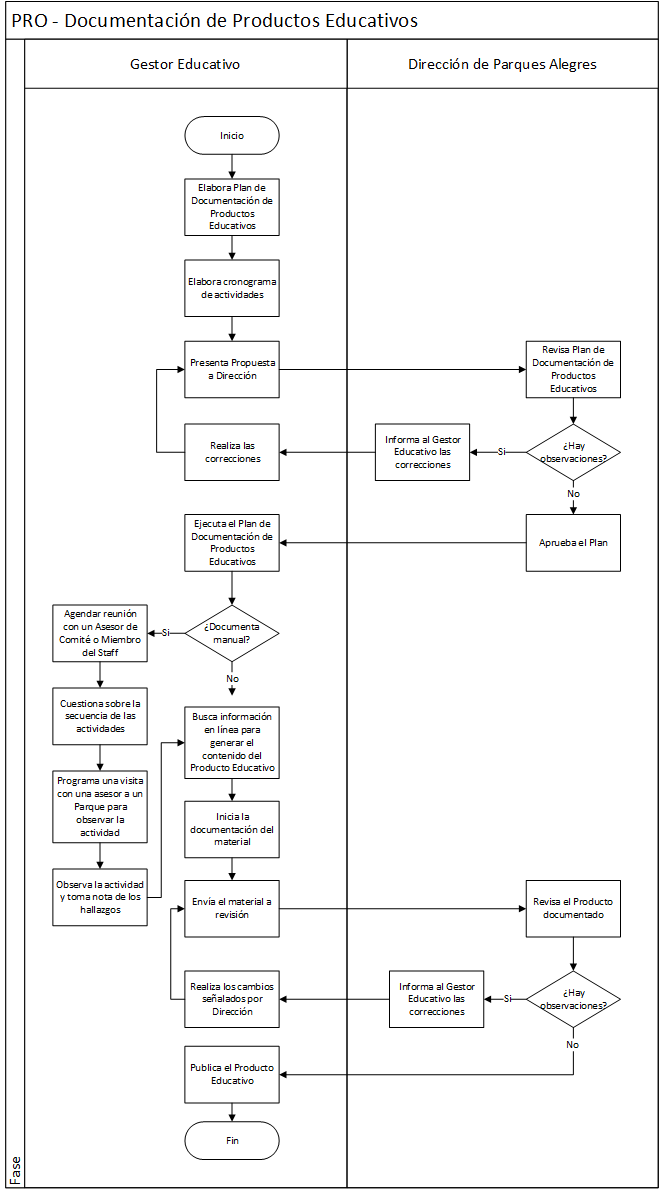 PRO - Documentación de Productos Educativos
Gestor Educativo
Dirección de Parques Alegres
Inicio
Elabora Plan de
Documentación de
Productos
Educativos
Elabora cronograma
de actividades
Presenta Propuesta
a Dirección
Revisa Plan de
Documentación de
Productos
Educativos
¿Hay
observaciones?
Si
Informa al Gestor
Educativo las
correcciones
Realiza las
correcciones
No
Aprueba el Plan
Ejecuta el Plan de
Documentación de
Productos
Educativos
¿Documenta
manual?
Si
Agendar reunión
con un Asesor de
Comité o Miembro
del Staff
No
Cuestiona sobre la
secuencia de las
actividades
Programa una visita
con una asesor a un
Parque para
observar la
actividad
Observa la actividad
y toma nota de los
hallazgos
Busca información
en línea para
generar el
contenido del
Producto Educativo
Inicia la
documentación del
material
Envía el material a
revisión
Revisa el Producto
documentado
¿Hay
observaciones?
Si
Informa al Gestor
Educativo las
correcciones
Realiza los cambios
señalados por
Dirección
No
Publica el Producto
Educativo
Fin
Fase